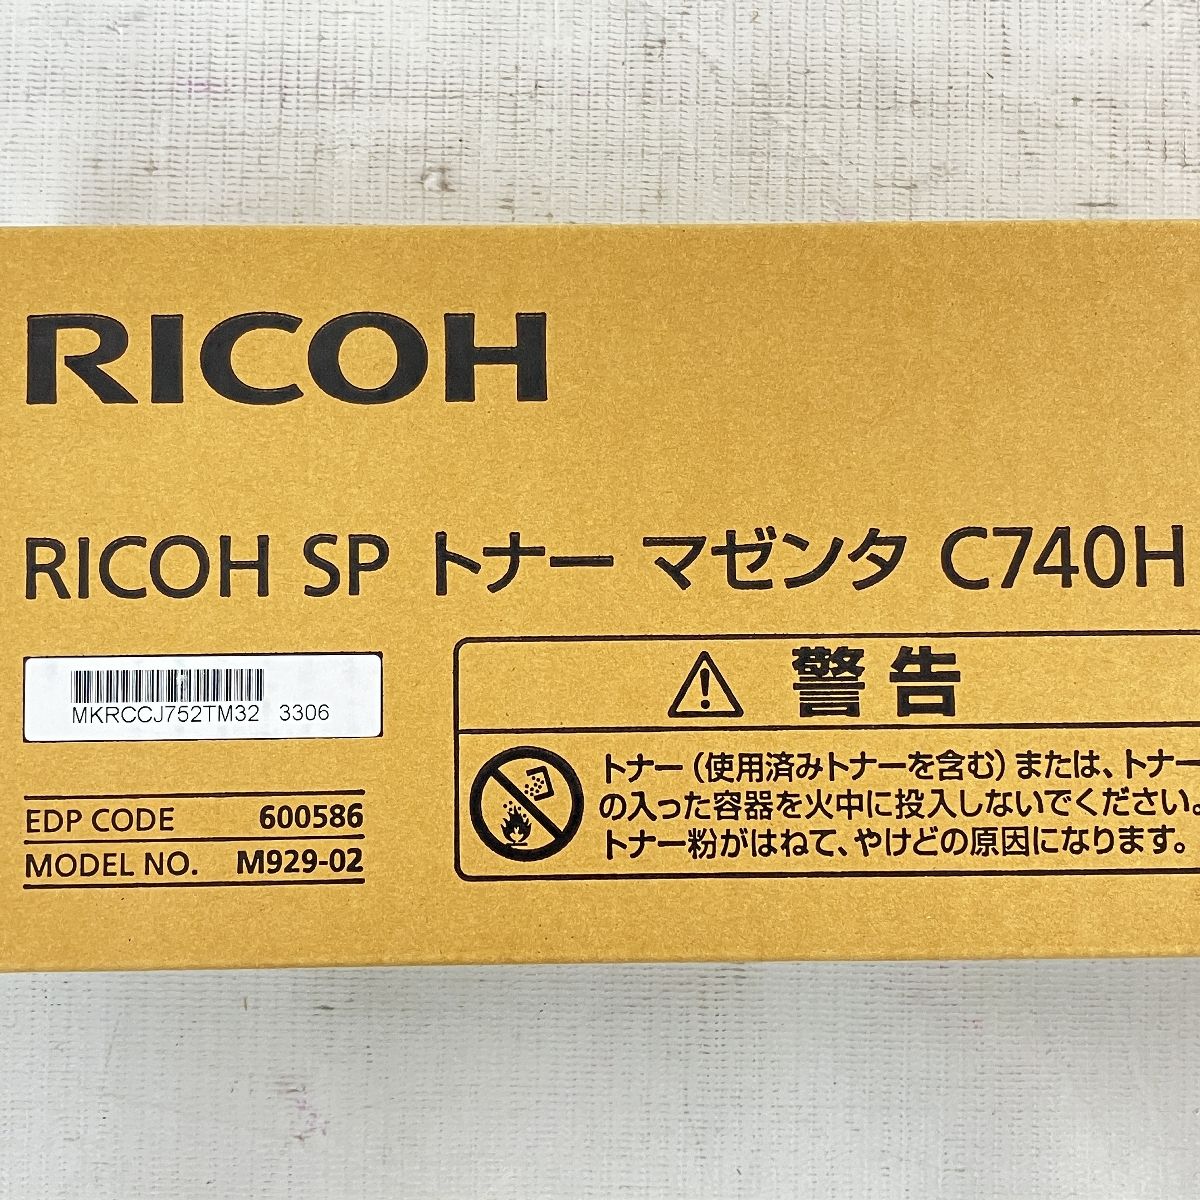 RICOH
RICOH SP トナー マゼンタ C740H
MKRCCJ752TM32 3306
EDP CODE 600586
MODEL NO. M929-02
警告
トナー(使用済みトナーを含む)または、トナー
の入った容器を火中に投入しないでください。
トナー粉がはねて、やけどの原因になります。